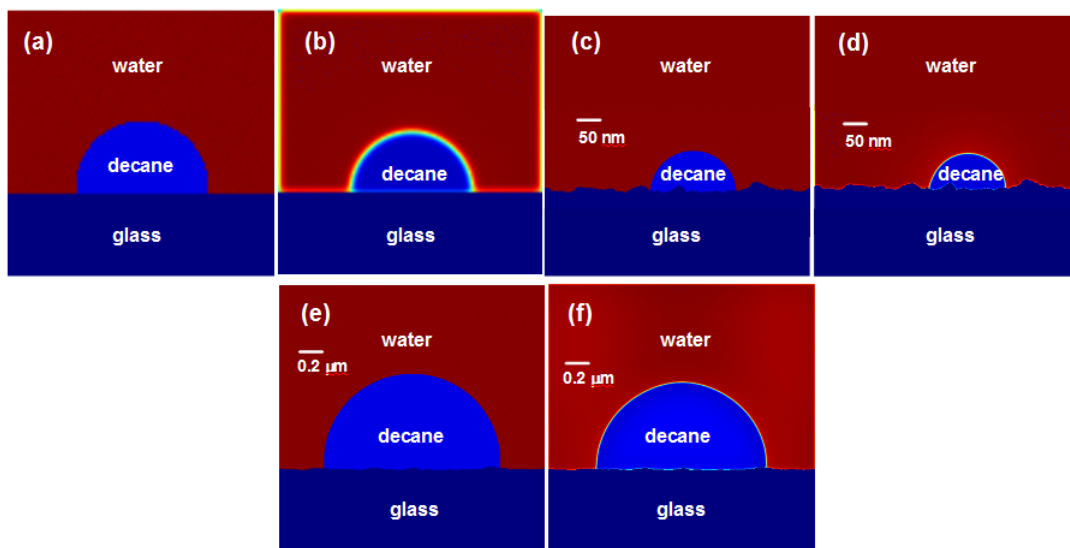 (a)
water
decane
glass
(b)
water
decane
glass
(c)
water
50 nm
decane
glass
(d)
water
50 nm
decane
glass
(e)
water
0.2 μm
decane
glass
(f)
water
0.2 μm
decane
glass